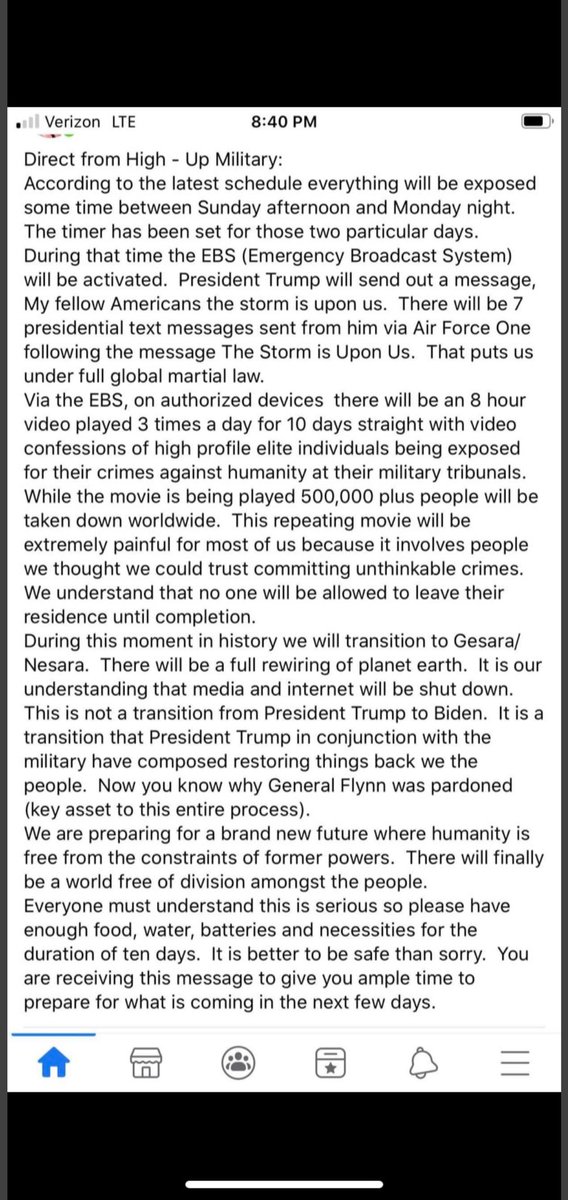 Verizon LTE 8:40 PM
Direct from High - Up Military:
According to the latest schedule everything will be exposed
some time between Sunday afternoon and Monday night.
The timer has been set for those two particular days.
During that time the EBS (Emergency Broadcast System)
will be activated.  President Trump will send out a message,
My fellow Americans the storm is upon us.  There will be 7
presidential text messages sent from him via Air Force One
following the message The Storm is Upon Us.  That puts us
under full global martial law.
Via the EBS, on authorized devices  there will be an 8 hour
video played 3 times a day for 10 days straight with video
confessions of high profile elite individuals being exposed
for their crimes against humanity at their military tribunals.
While the movie is being played 500,000 plus people will be
taken down worldwide.  This repeating movie will be
extremely painful for most of us because it involves people
we thought we could trust committing unthinkable crimes.
We understand that no one will be allowed to leave their
residence until completion.
During this moment in history we will transition to Gesara/
Nesara.  There will be a full rewiring of planet earth.  It is our
understanding that media and internet will be shut down.
This is not a transition from President Trump to Biden.  It is a
transition that President Trump in conjunction with the
military have composed restoring things back we the
people.  Now you know why General Flynn was pardoned
(key asset to this entire process).
We are preparing for a brand new future where humanity is
free from the constraints of former powers.  There will finally
be a world free of division amongst the people.
Everyone must understand this is serious so please have
enough food, water, batteries and necessities for the
duration of ten days.  It is better to be safe than sorry.  You
are receiving this message to give you ample time to
prepare for what is coming in the next few days.